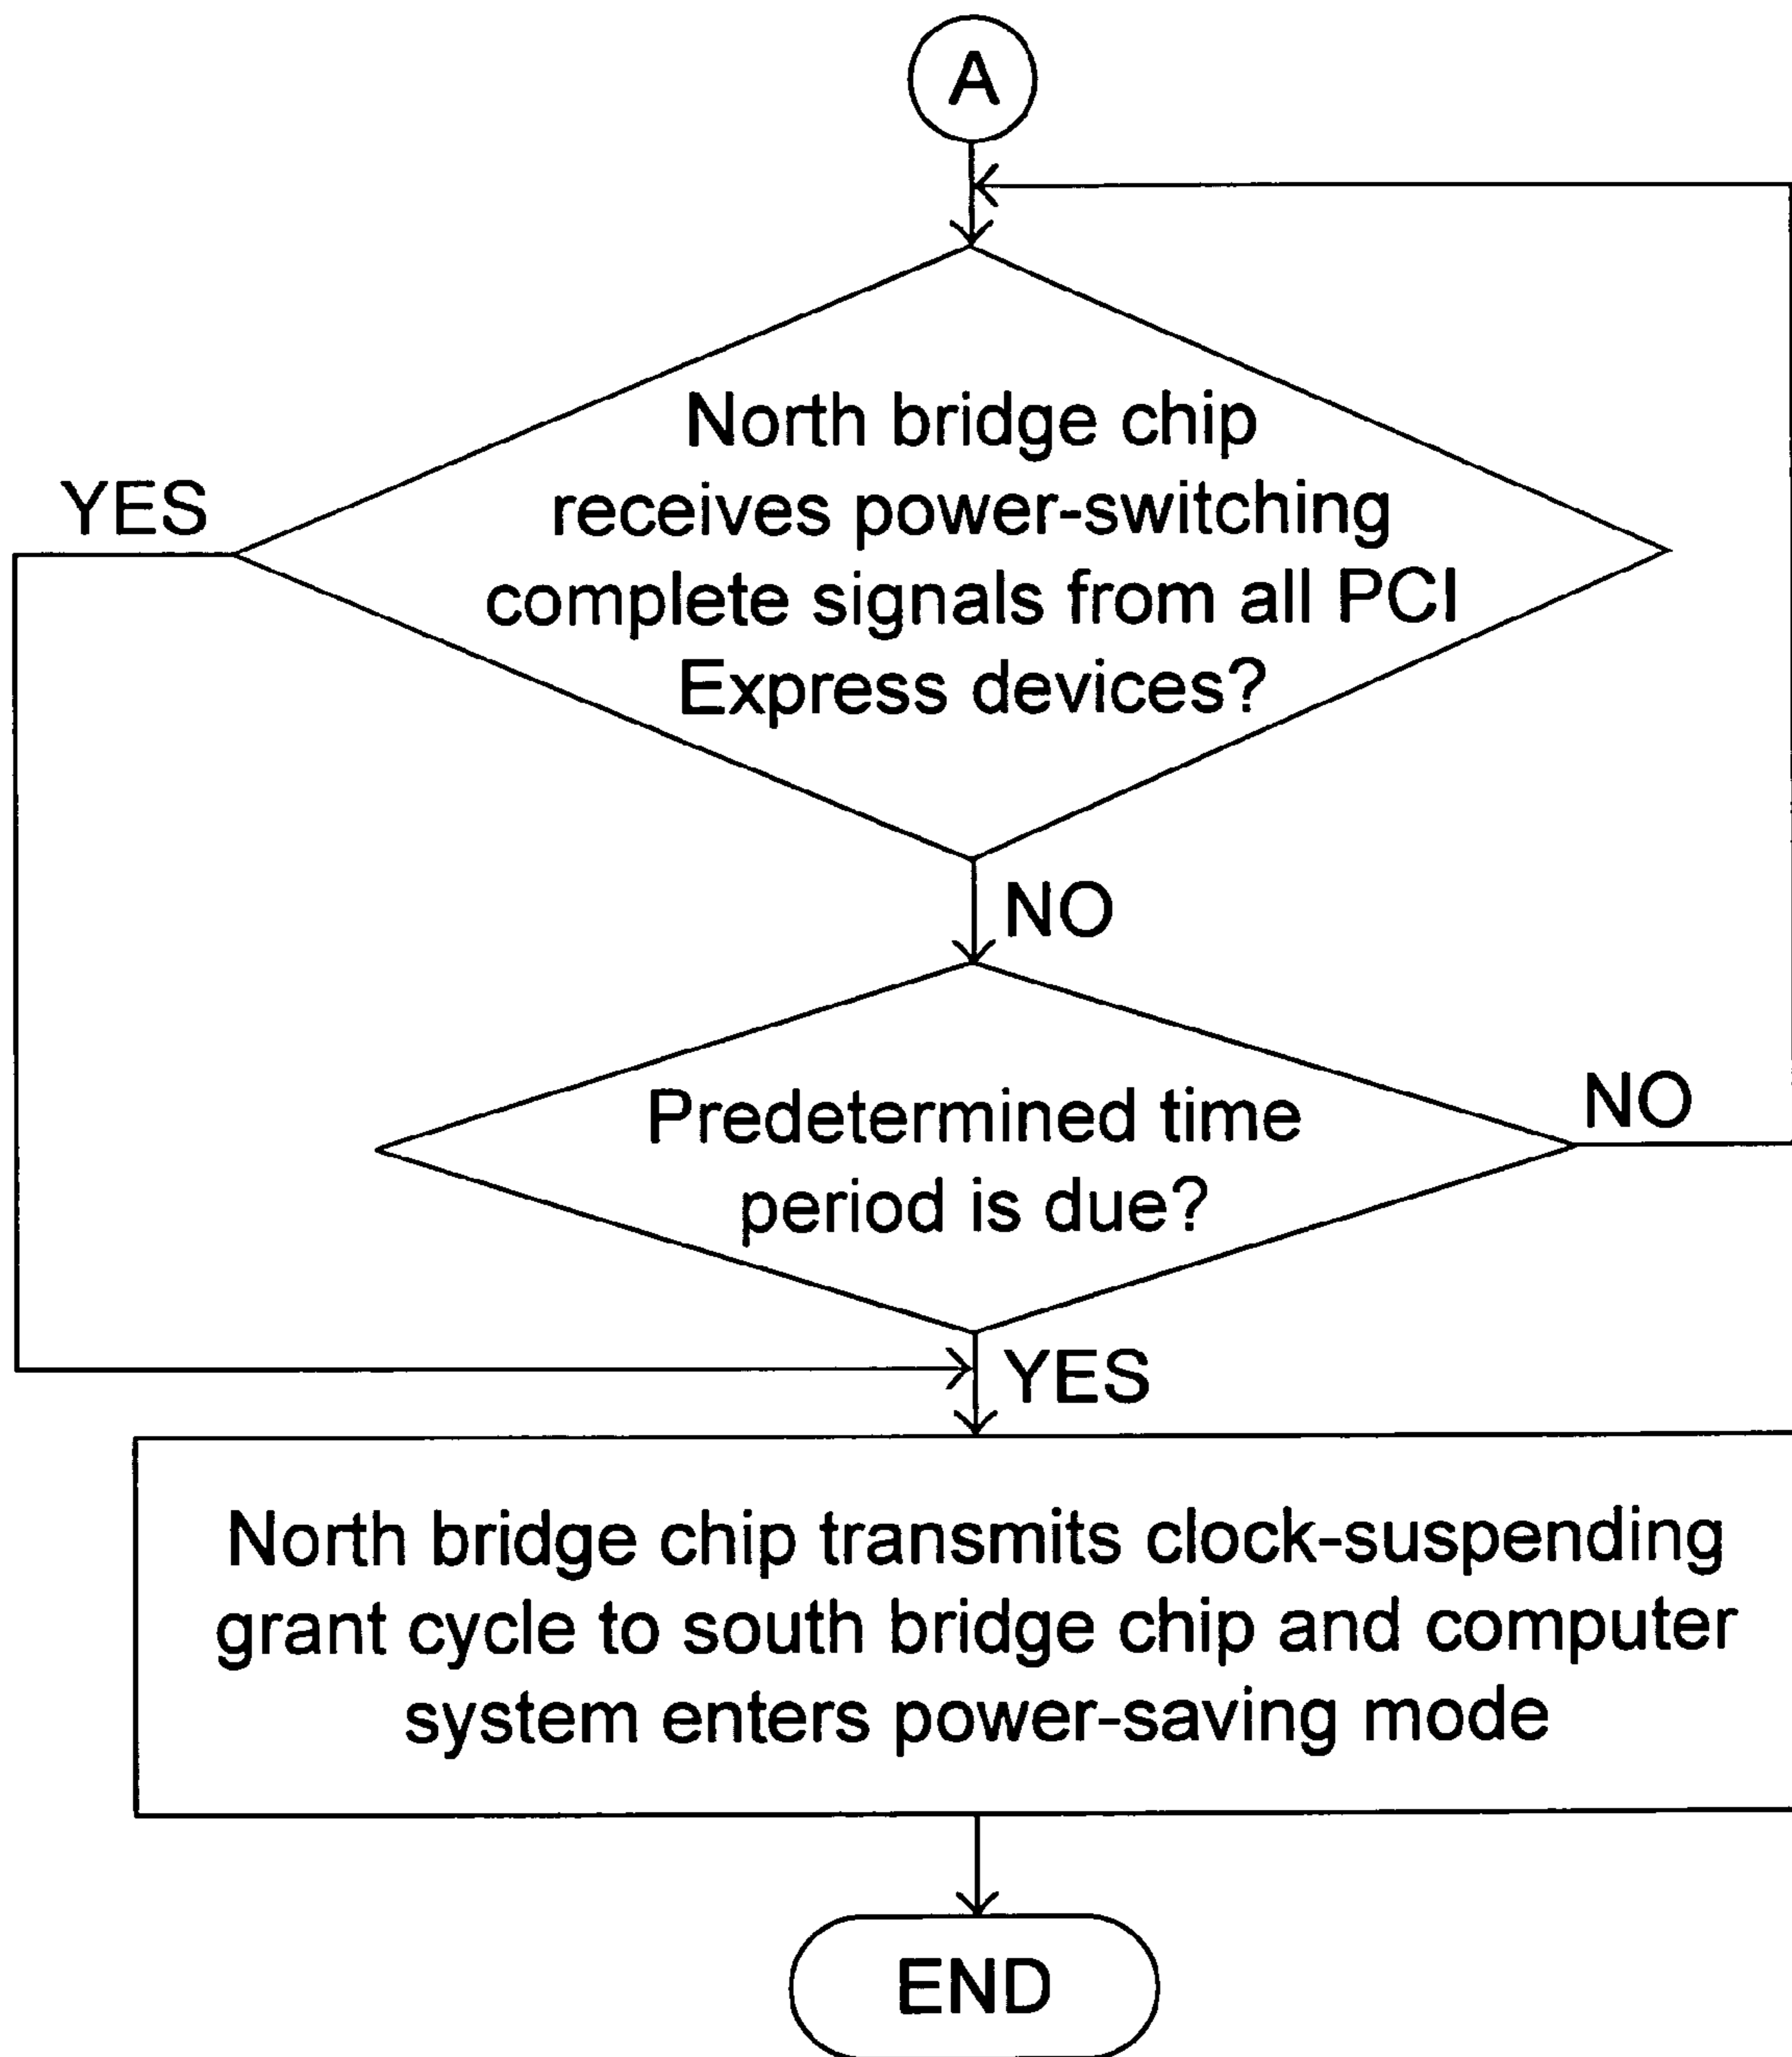 A
North bridge chip
receives power-switching
complete signals from all PCI
Express devices?
YES
NO
Predetermined time
period is due?
NO
YES
North bridge chip transmits clock-suspending
grant cycle to south bridge chip and computer
system enters power-saving mode
END